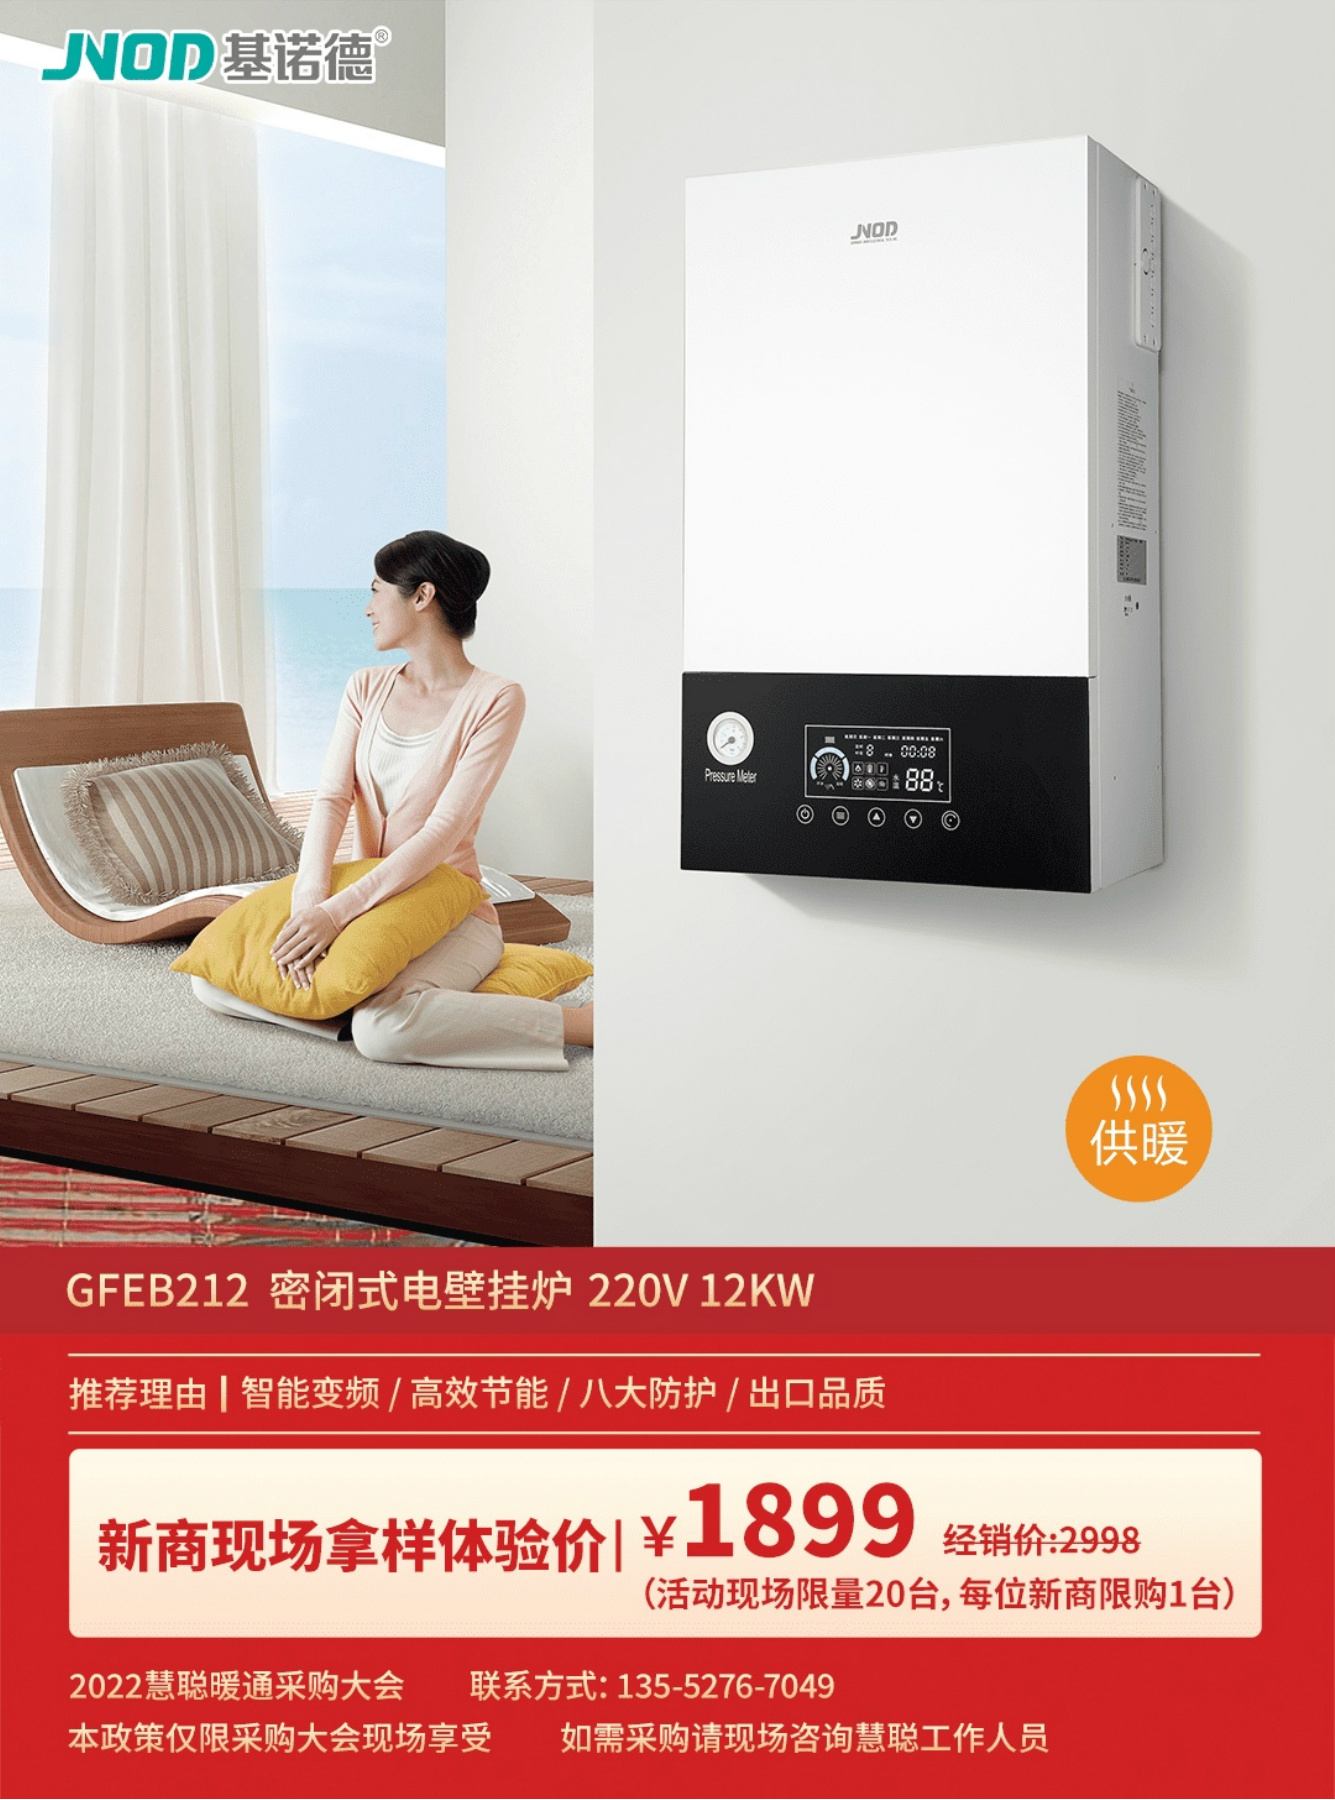 JNOD基诺德®
JNOD
Pressure Meter
00:08
88℃
供暖
GFEB212 密闭式电壁挂炉 220V 12KW
推荐理由 | 智能变频 / 高效节能 / 八大防护 / 出口品质
新商现场拿样体验价| ¥1899 经销价:2998
(活动现场限量20台,每位新商限购1台)
2022慧聪暖通采购大会 联系方式: 135-5276-7049
本政策仅限采购大会现场享受 如需采购请现场咨询慧聪工作人员